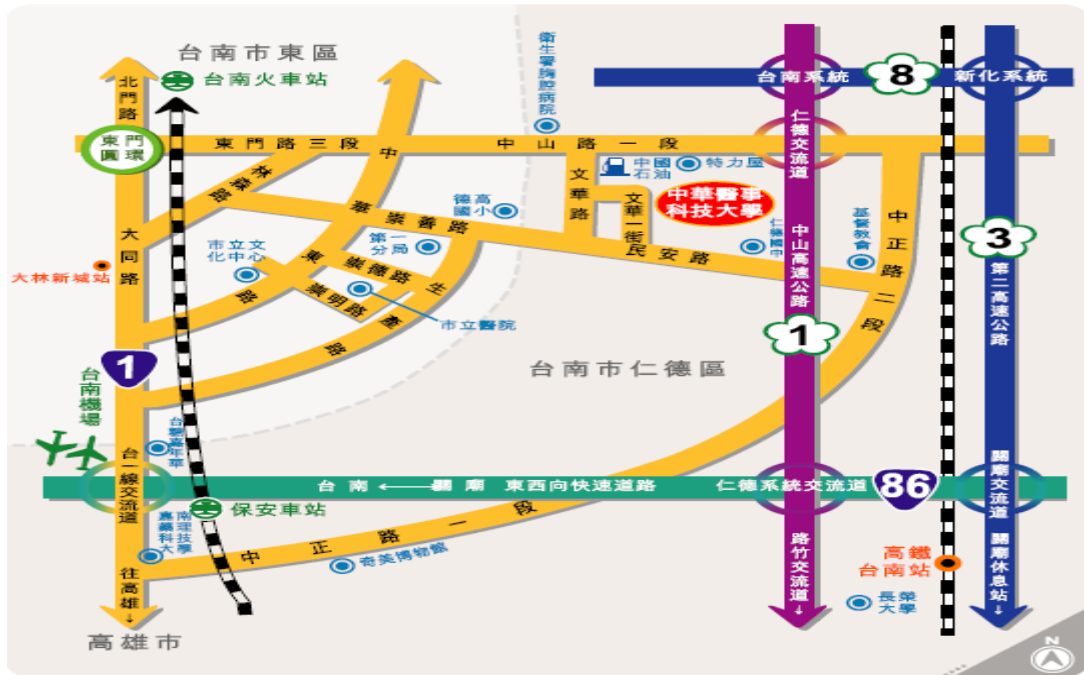 台南市東區
台南火車站
北門路
東門
圓環
東門路三段
中山路一段
衛生署胸腔病院
台南系統
8
新化系統
仁德交流道
中國
石油
特力屋
中華醫事
科技大學
文華路
文華一街
林森路
中華東路
崇善路
德高
國小
第一
分局
市立文
化中心
崇德路
崇明路
生產路
市立醫院
民安路
仁德
國中
基督教會
中正路二段
中山高速公路
1
3
第二高速公路
大同路
大林新城站
1
台南機場
台糖嘉年華
台南市仁德區
台一線交流道
台南
關廟
東西向快速道路
仁德系統交流道
86
關廟交流道
保安車站
嘉南
藥理
科技
大學
中正路一段
奇美博物館
路竹交流道
高鐵
台南站
長榮
大學
關廟休息站
往高雄
高雄市
N